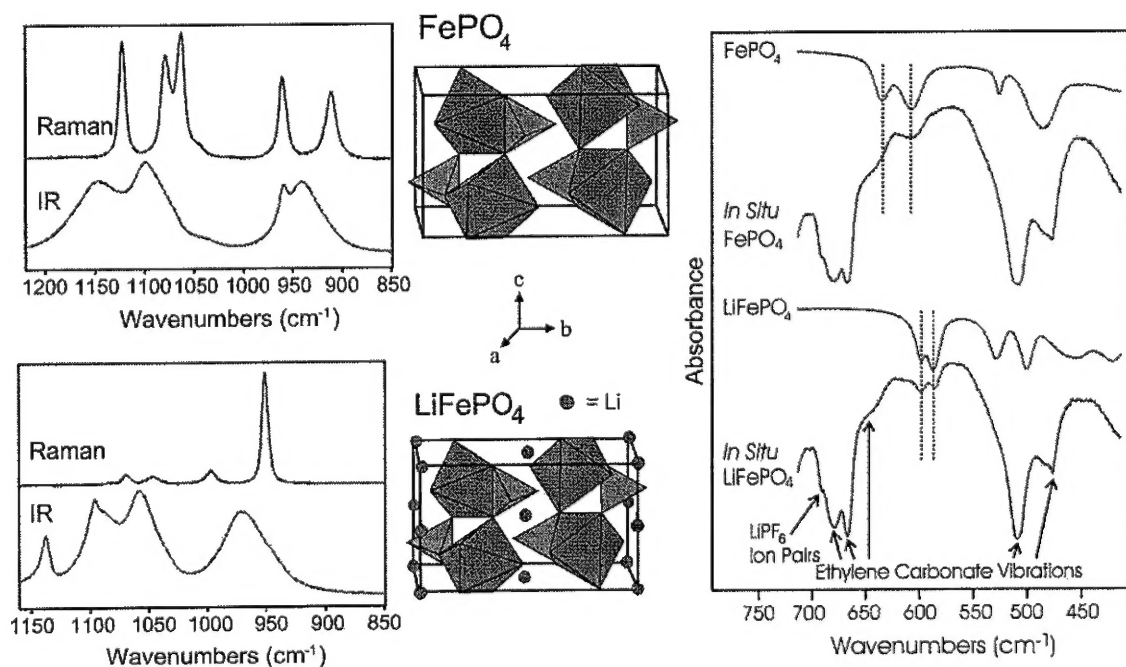 FePO₄
Raman
IR
1200 1150 1100 1050 1000 950 900 850
Wavenumbers (cm⁻¹)
c
b
a
LiFePO₄ = Li
Raman
IR
1150 1100 1050 1000 950 900 850
Wavenumbers (cm⁻¹)
FePO₄
In Situ
FePO₄
LiFePO₄
In Situ
LiFePO₄
LiPF₆
Ion Pairs
Ethylene Carbonate Vibrations
Absorbance
750 700 650 600 550 500 450
Wavenumbers (cm⁻¹)